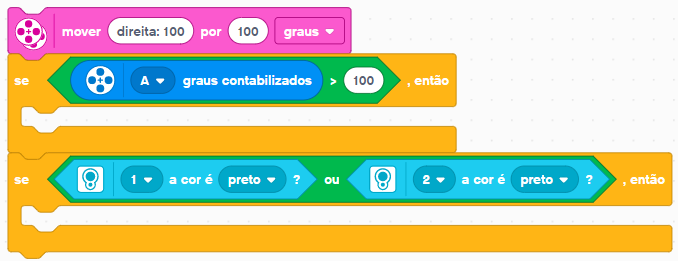 mover direita: 100 por 100 graus
se A graus contabilizados > 100 , então
se 1 a cor é preto ? ou 2 a cor é preto ? , então